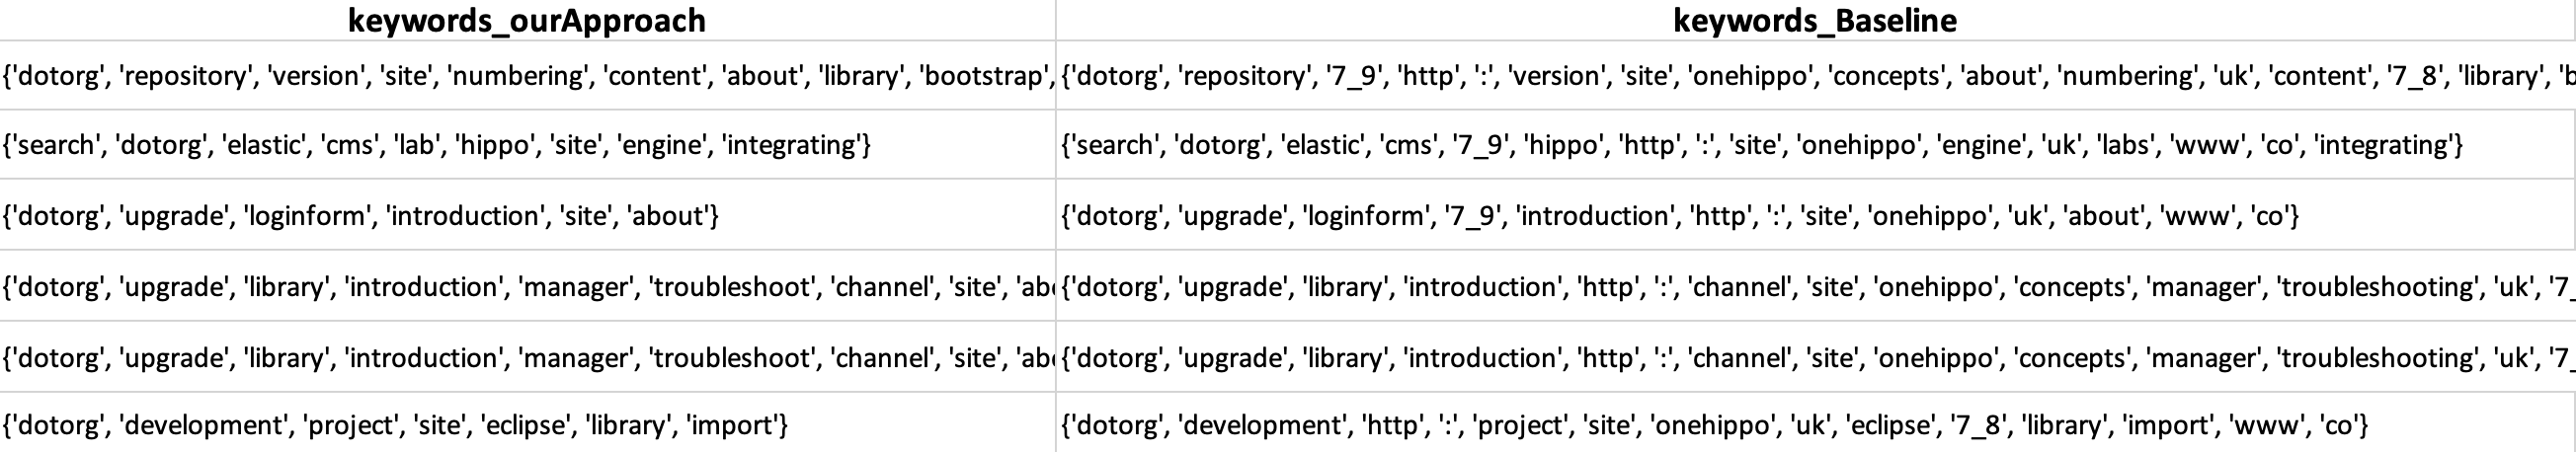 keywords_ourApproach keywords_Baseline
{'dotorg', 'repository', 'version', 'site', 'numbering', 'content', 'about', 'library', 'bootstrap', {'dotorg', 'repository', '7_9', 'http', ':', 'version', 'site', 'onehippo', 'concepts', 'about', 'numbering', 'uk', 'content', '7_8', 'library', 'b
{'search', 'dotorg', 'elastic', 'cms', 'lab', 'hippo', 'site', 'engine', 'integrating'} {'search', 'dotorg', 'elastic', 'cms', '7_9', 'hippo', 'http', ':', 'site', 'onehippo', 'engine', 'uk', 'labs', 'www', 'co', 'integrating'}
{'dotorg', 'upgrade', 'loginform', 'introduction', 'site', 'about'} {'dotorg', 'upgrade', 'loginform', '7_9', 'introduction', 'http', ':', 'site', 'onehippo', 'uk', 'about', 'www', 'co'}
{'dotorg', 'upgrade', 'library', 'introduction', 'manager', 'troubleshoot', 'channel', 'site', 'abo {'dotorg', 'upgrade', 'library', 'introduction', 'http', ':', 'channel', 'site', 'onehippo', 'concepts', 'manager', 'troubleshooting', 'uk', '7_
{'dotorg', 'upgrade', 'library', 'introduction', 'manager', 'troubleshoot', 'channel', 'site', 'abo {'dotorg', 'upgrade', 'library', 'introduction', 'http', ':', 'channel', 'site', 'onehippo', 'concepts', 'manager', 'troubleshooting', 'uk', '7_
{'dotorg', 'development', 'project', 'site', 'eclipse', 'library', 'import'} {'dotorg', 'development', 'http', ':', 'project', 'site', 'onehippo', 'uk', 'eclipse', '7_8', 'library', 'import', 'www', 'co'}